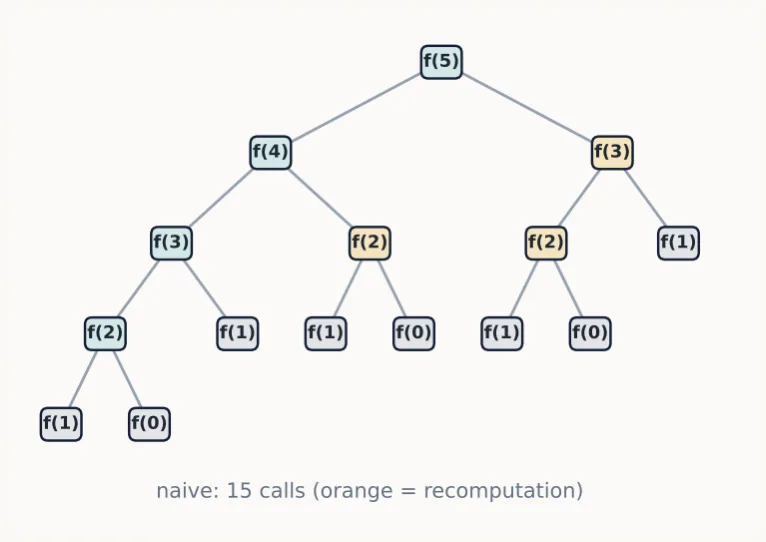 f(5)
f(4) f(3)
f(3) f(2) f(2) f(1)
f(2) f(1) f(1) f(0) f(1) f(0)
f(1) f(0)
naive: 15 calls (orange = recomputation)